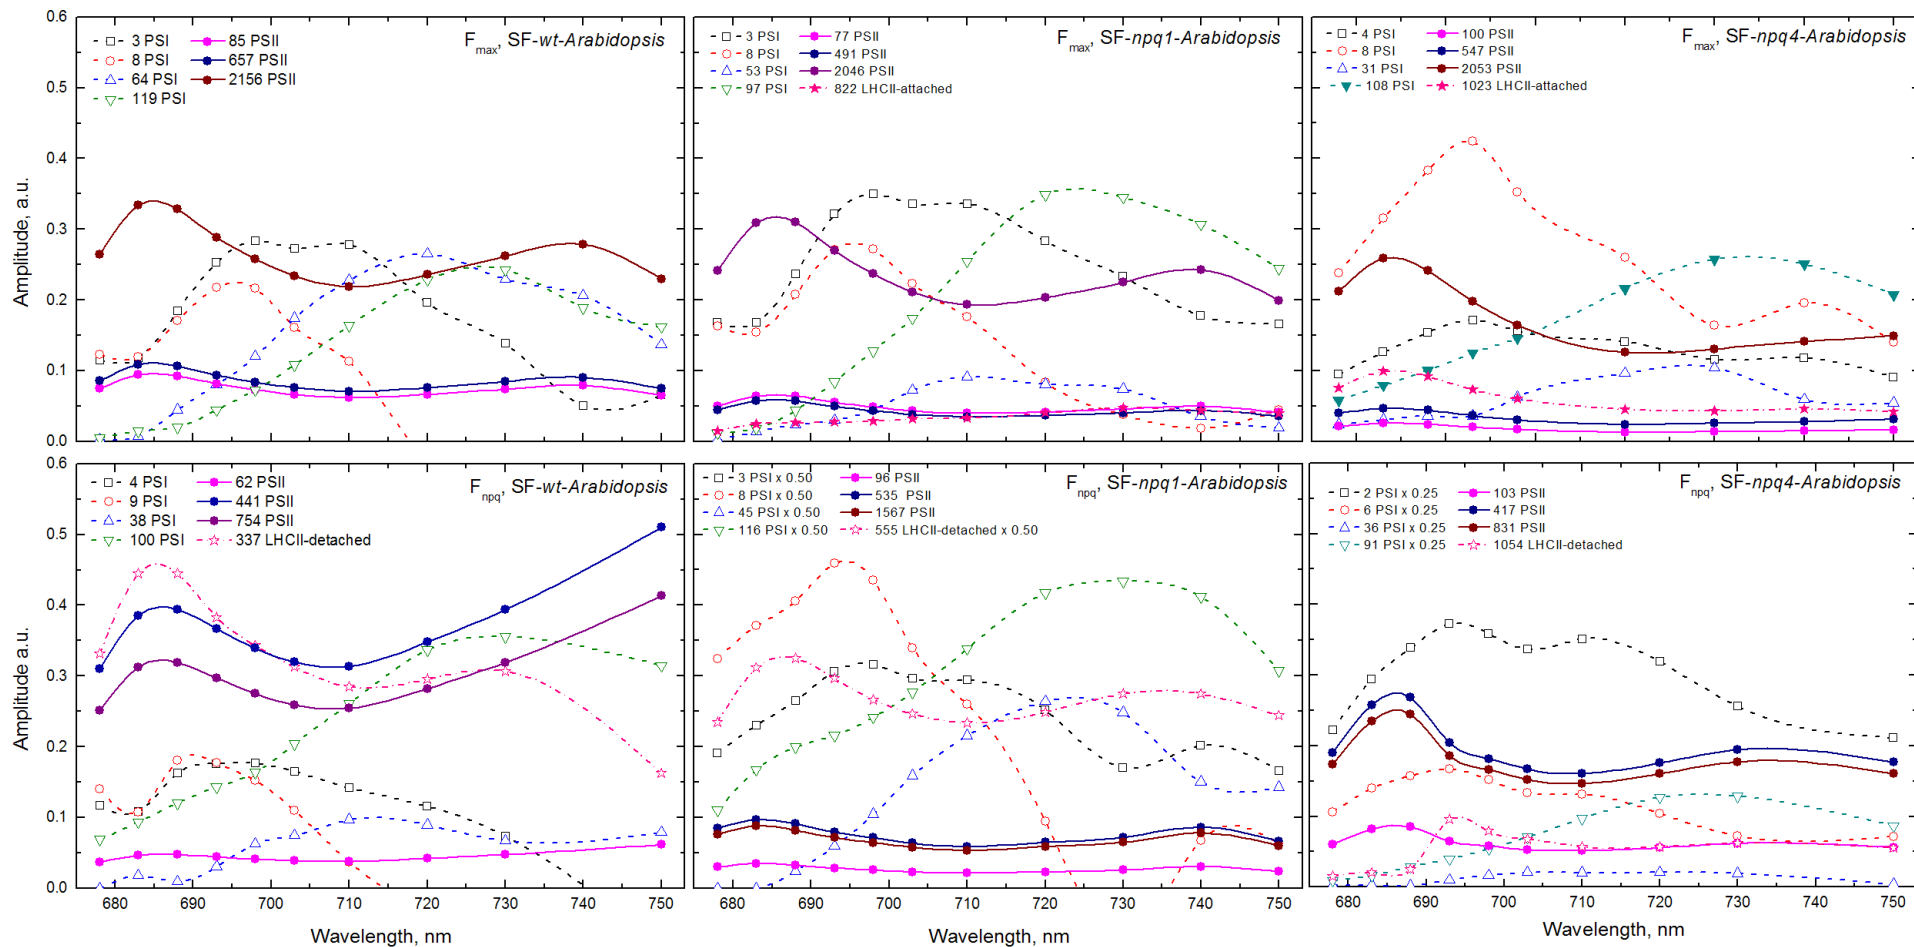 0.6
0.5
0.4
0.3
0.2
0.1
0.0
Amplitude, a.u.
F max, SF-wt-Arabidopsis
3 PSI
8 PSI
64 PSI
119 PSI
85 PSII
657 PSII
2156 PSII
F max, SF-npq1-Arabidopsis
3 PSI
8 PSI
53 PSI
97 PSI
77 PSII
491 PSII
2046 PSII
822 LHCII-attached
F max, SF-npq4-Arabidopsis
4 PSI
8 PSI
31 PSI
108 PSI
100 PSII
547 PSII
2053 PSII
1023 LHCII-attached
0.6
0.5
0.4
0.3
0.2
0.1
0.0
Amplitude a.u.
F npq, SF-wt-Arabidopsis
4 PSI
9 PSI
38 PSI
100 PSI
62 PSII
441 PSII
754 PSII
337 LHCII-detached
680 690 700 710 720 730 740 750
Wavelength, nm
F npq, SF-npq1-Arabidopsis
3 PSI x 0.50
8 PSI x 0.50
45 PSI x 0.50
116 PSI x 0.50
96 PSII
535 PSII
1567 PSII
555 LHCII-detached x 0.50
680 690 700 710 720 730 740 750
Wavelength, nm
F npq, SF-npq4-Arabidopsis
2 PSI x 0.25
6 PSI x 0.25
36 PSI x 0.25
91 PSI x 0.25
103 PSII
417 PSII
831 PSII
1054 LHCII-detached
680 690 700 710 720 730 740 750
Wavelength, nm